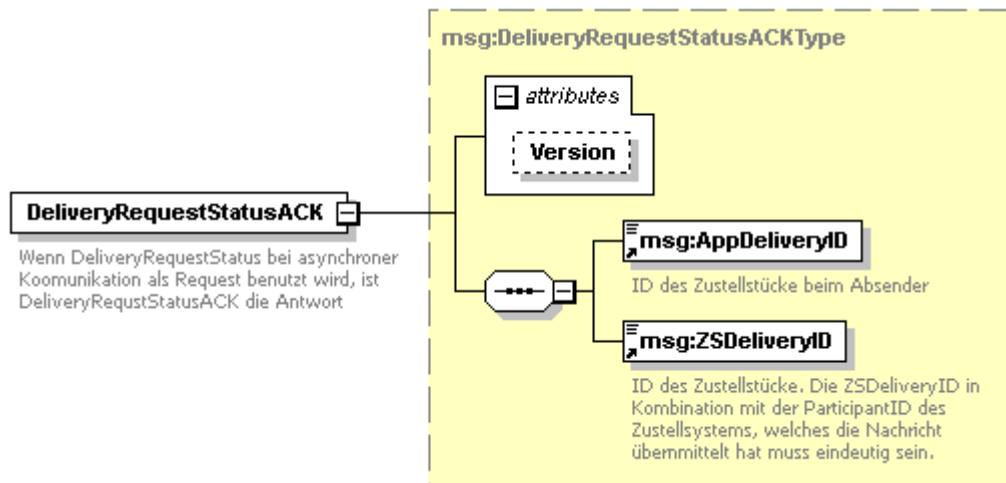 msg:DeliveryRequestStatusACKType
attributes
Version
DeliveryRequestStatusACK
Wenn DeliveryRequestStatus bei asynchroner
Koomunikation als Request benutzt wird, ist
DeliveryRequstStatusACK die Antwort
msg:AppDeliveryID
ID des Zustellstücke beim Absender
msg:ZSDeliveryID
ID des Zustellstücke. Die ZSDeliveryID in
Kombination mit der ParticipantID des
Zustellsystems, welches die Nachricht
übernmittelt hat muss eindeutig sein.